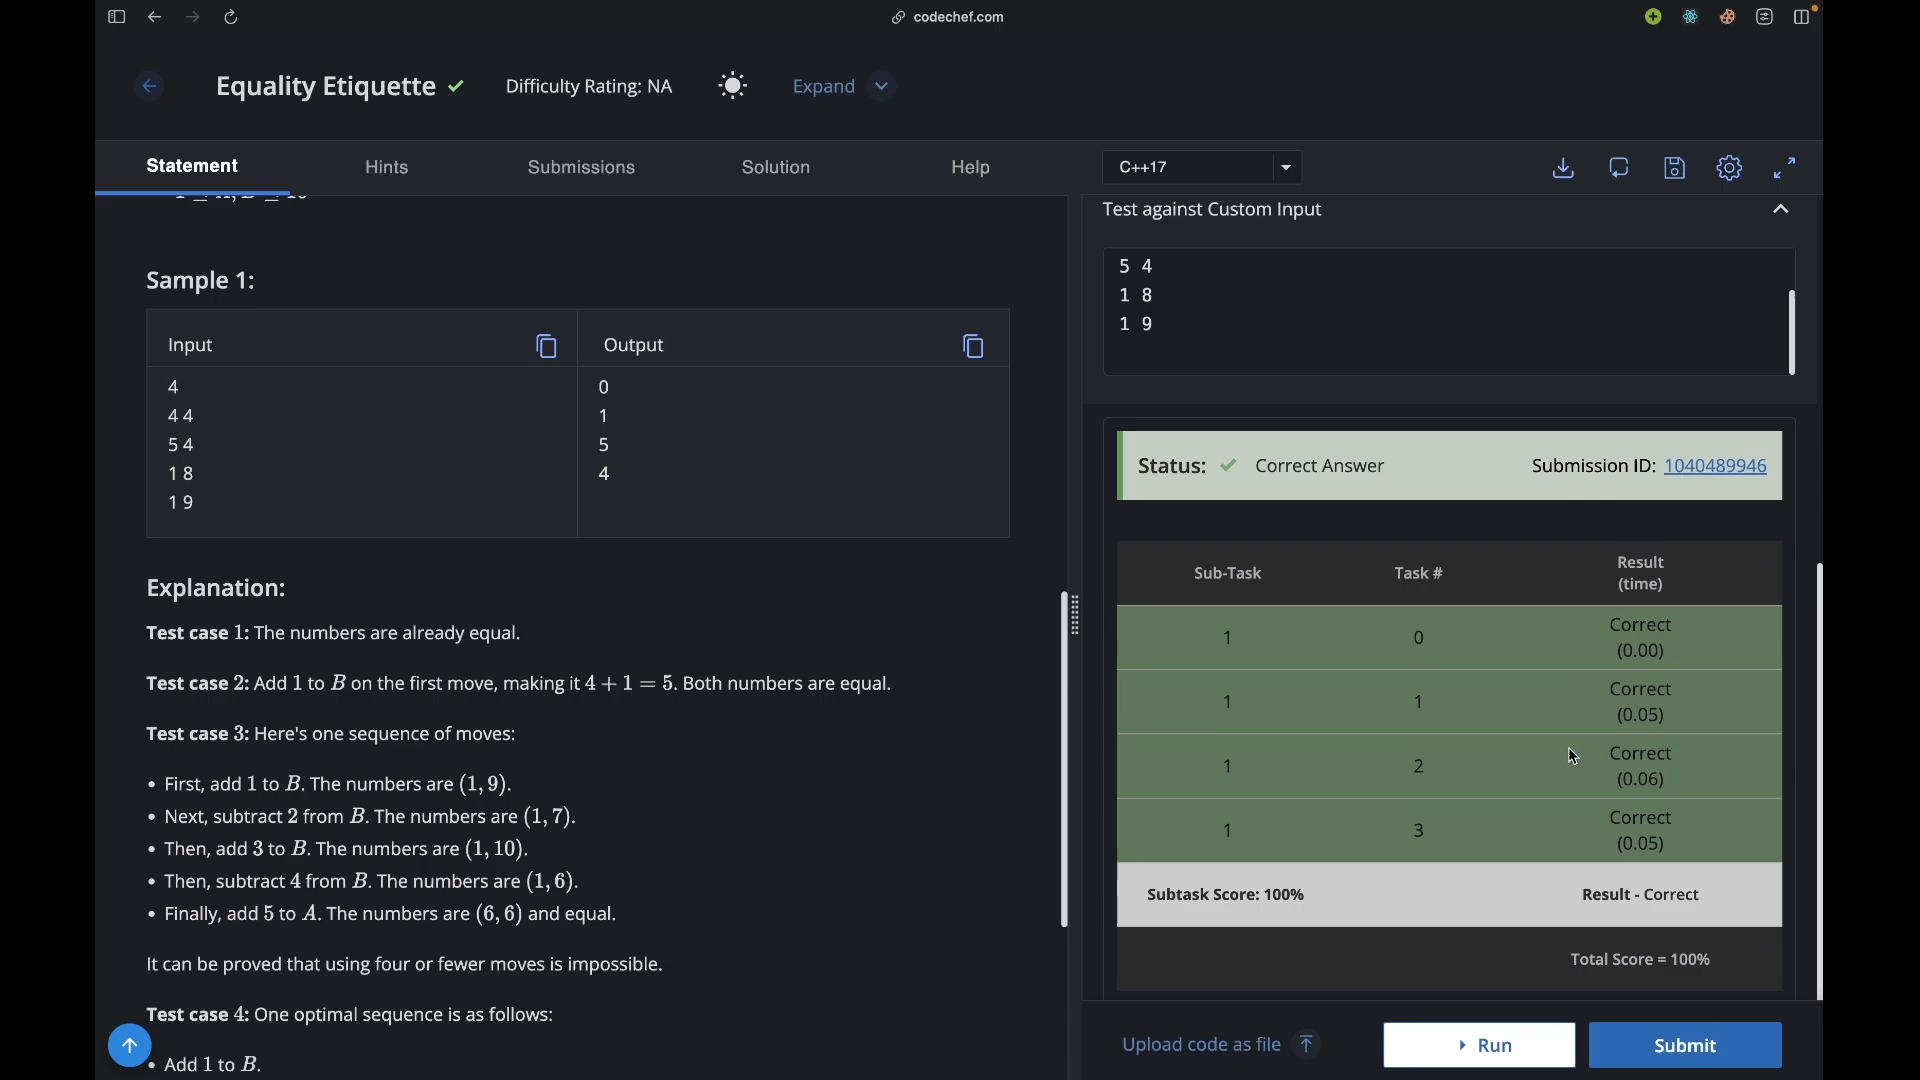 codechef.com
Equality Etiquette
Difficulty Rating: NA
Expand
Statement
Hints
Submissions
Solution
Help
Sample 1:
Input
Output
4
4 4
5 4
1 8
1 9
0
1
5
4
Explanation:
Test case 1: The numbers are already equal.
Test case 2: Add 1 to B on the first move, making it 4 + 1 = 5. Both numbers are equal.
Test case 3: Here's one sequence of moves:
• First, add 1 to B. The numbers are (1, 9).
• Next, subtract 2 from B. The numbers are (1, 7).
• Then, add 3 to B. The numbers are (1, 10).
• Then, subtract 4 from B. The numbers are (1, 6).
• Finally, add 5 to A. The numbers are (6, 6) and equal.
It can be proved that using four or fewer moves is impossible.
Test case 4: One optimal sequence is as follows:
• Add 1 to B.
C++17
Test against Custom Input
5 4
1 8
1 9
Status: Correct Answer
Submission ID: 1040489946
Sub-Task Task # Result
(time)
1 0 Correct
(0.00)
1 1 Correct
(0.05)
1 2 Correct
(0.06)
1 3 Correct
(0.05)
Subtask Score: 100% Result - Correct
Total Score = 100%
Upload code as file
Run
Submit